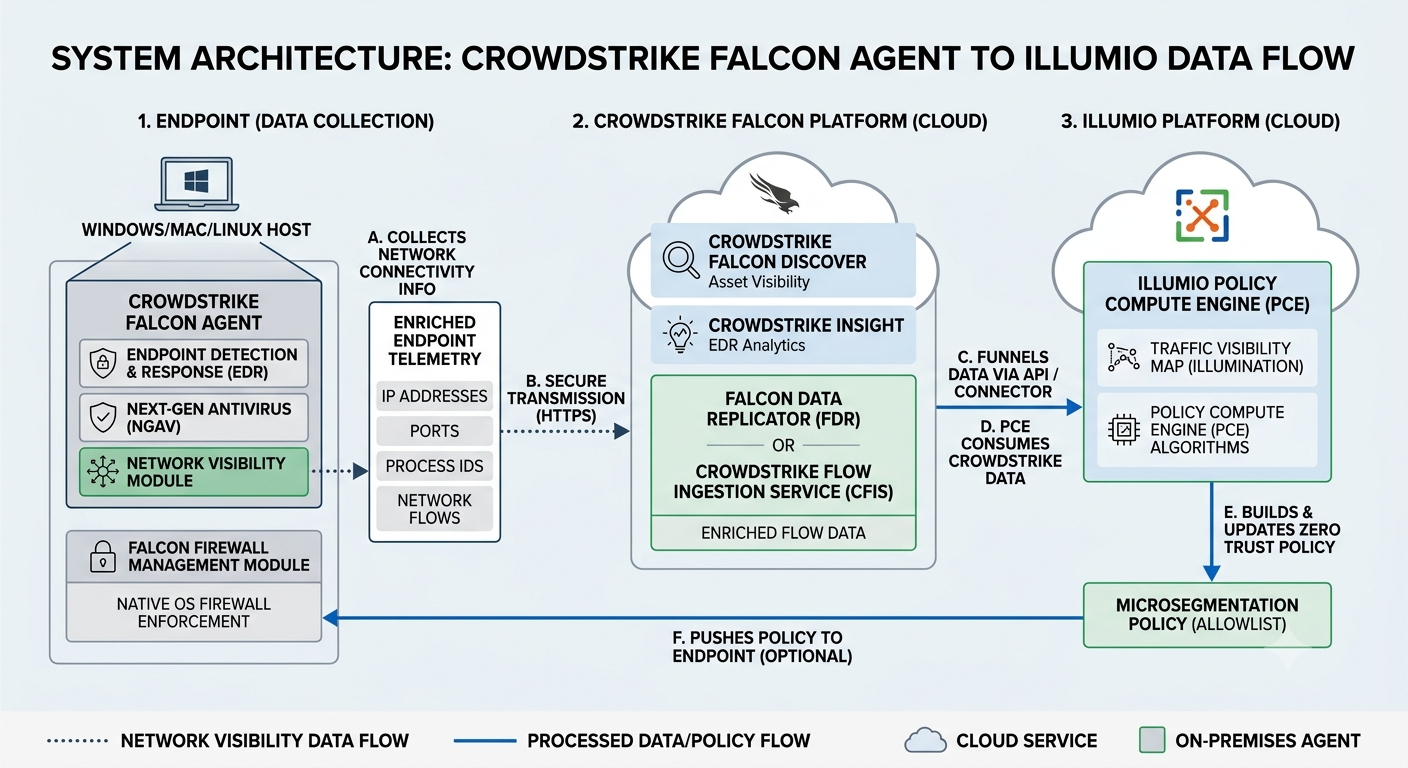 SYSTEM ARCHITECTURE: CROWDSTRIKE FALCON AGENT TO ILLUMIO DATA FLOW
1. ENDPOINT (DATA COLLECTION)
WINDOWS/MAC/LINUX HOST
CROWDSTRIKE
FALCON AGENT
ENDPOINT DETECTION
& RESPONSE (EDR)
NEXT-GEN ANTIVIRUS
(NGAV)
NETWORK VISIBILITY
MODULE
FALCON FIREWALL
MANAGEMENT MODULE
NATIVE OS FIREWALL
ENFORCEMENT
A. COLLECTS
NETWORK
CONNECTIVITY
INFO
ENRICHED
ENDPOINT
TELEMETRY
IP ADDRESSES
PORTS
PROCESS IDS
NETWORK
FLOWS
B. SECURE
TRANSMISSION
(HTTPS)
2. CROWDSTRIKE FALCON PLATFORM (CLOUD)
CROWDSTRIKE
FALCON DISCOVER
Asset Visibility
CROWDSTRIKE INSIGHT
EDR Analytics
FALCON DATA
REPLICATOR (FDR)
OR
CROWDSTRIKE FLOW
INGESTION SERVICE (CFIS)
ENRICHED FLOW DATA
C. FUNNELS
DATA VIA API /
CONNECTOR
D. PCE
CONSUMES
CROWDSTRIKE
DATA
3. ILLUMIO PLATFORM (CLOUD)
ILLUMIO POLICY
COMPUTE ENGINE (PCE)
TRAFFIC VISIBILITY
MAP (ILLUMINATION)
POLICY COMPUTE
ENGINE (PCE)
ALGORITHMS
E. BUILDS &
UPDATES ZERO
TRUST POLICY
MICROSEGMENTATION
POLICY (ALLOWLIST)
F. PUSHES POLICY TO
ENDPOINT (OPTIONAL)
NETWORK VISIBILITY DATA FLOW
PROCESSED DATA/POLICY FLOW
CLOUD SERVICE
ON-PREMISES AGENT